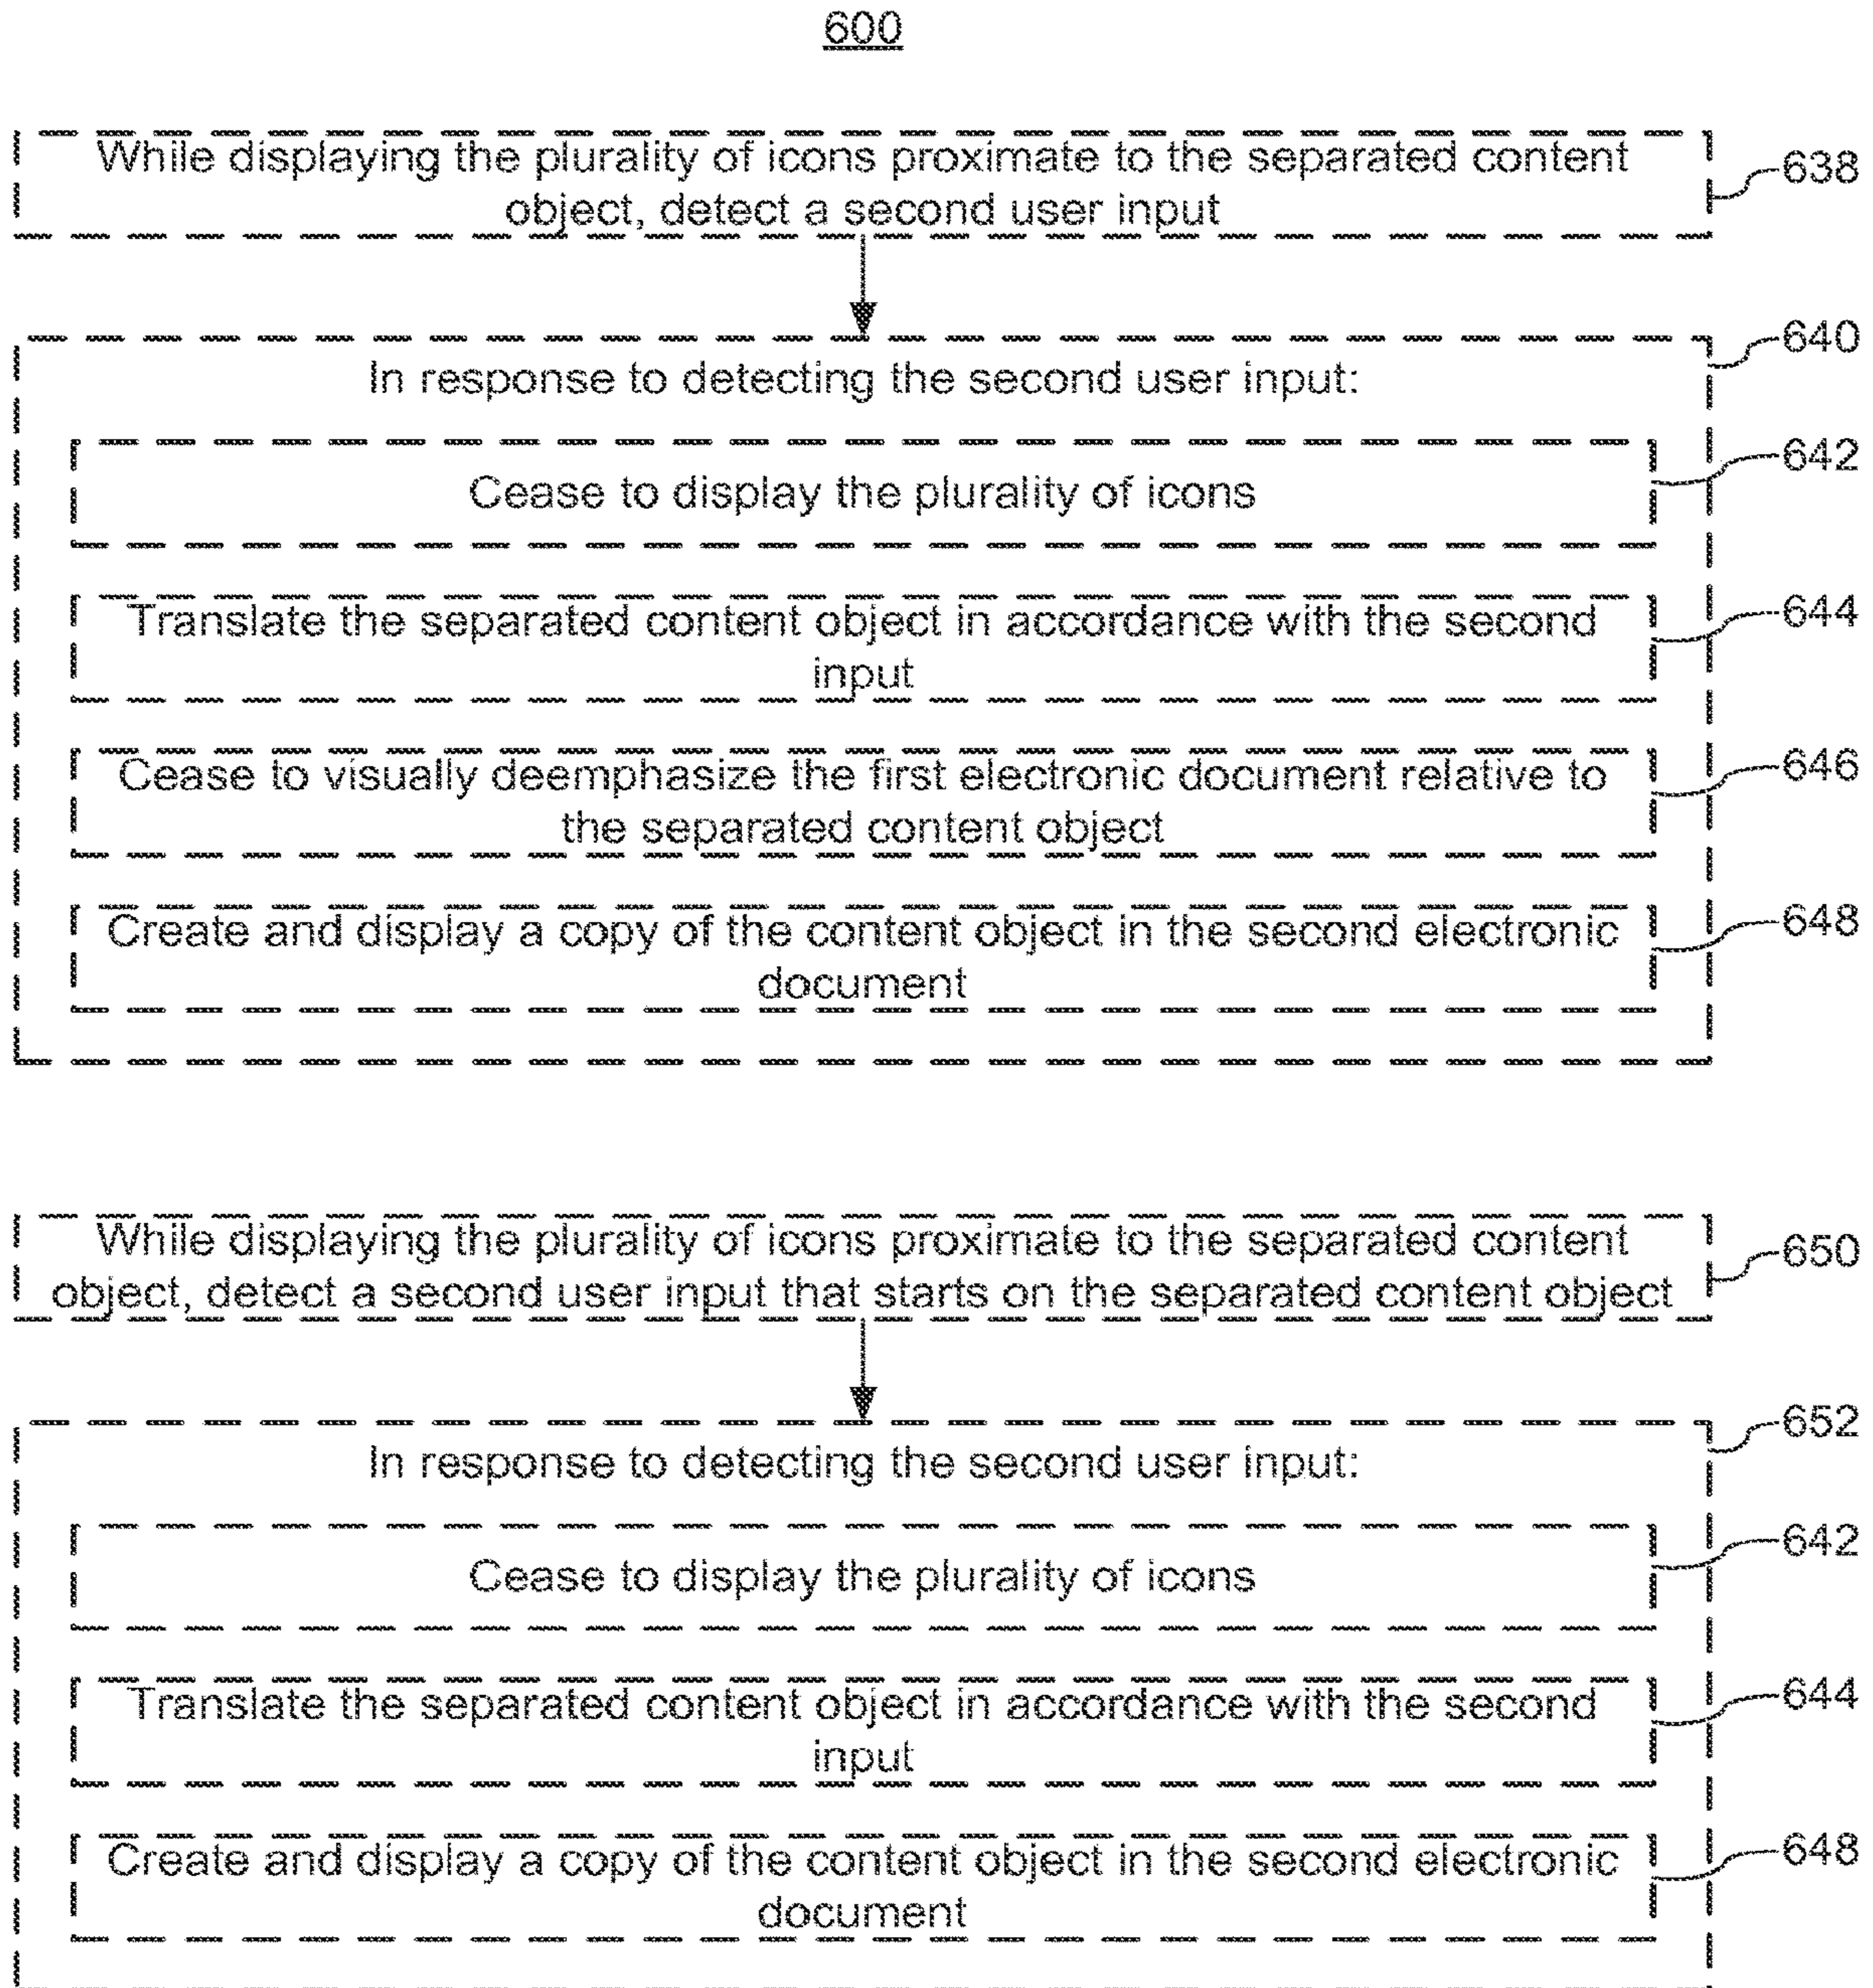 600
While displaying the plurality of icons proximate to the separated content
object, detect a second user input
638
640
In response to detecting the second user input:
642
Cease to display the plurality of icons
Translate the separated content object in accordance with the second
input
644
Cease to visually deemphasize the first electronic document relative to
the separated content object
646
Create and display a copy of the content object in the second electronic
document
648
While displaying the plurality of icons proximate to the separated content
object, detect a second user input that starts on the separated content object
650
652
In response to detecting the second user input:
642
Cease to display the plurality of icons
Translate the separated content object in accordance with the second
input
644
Create and display a copy of the content object in the second electronic
document
648